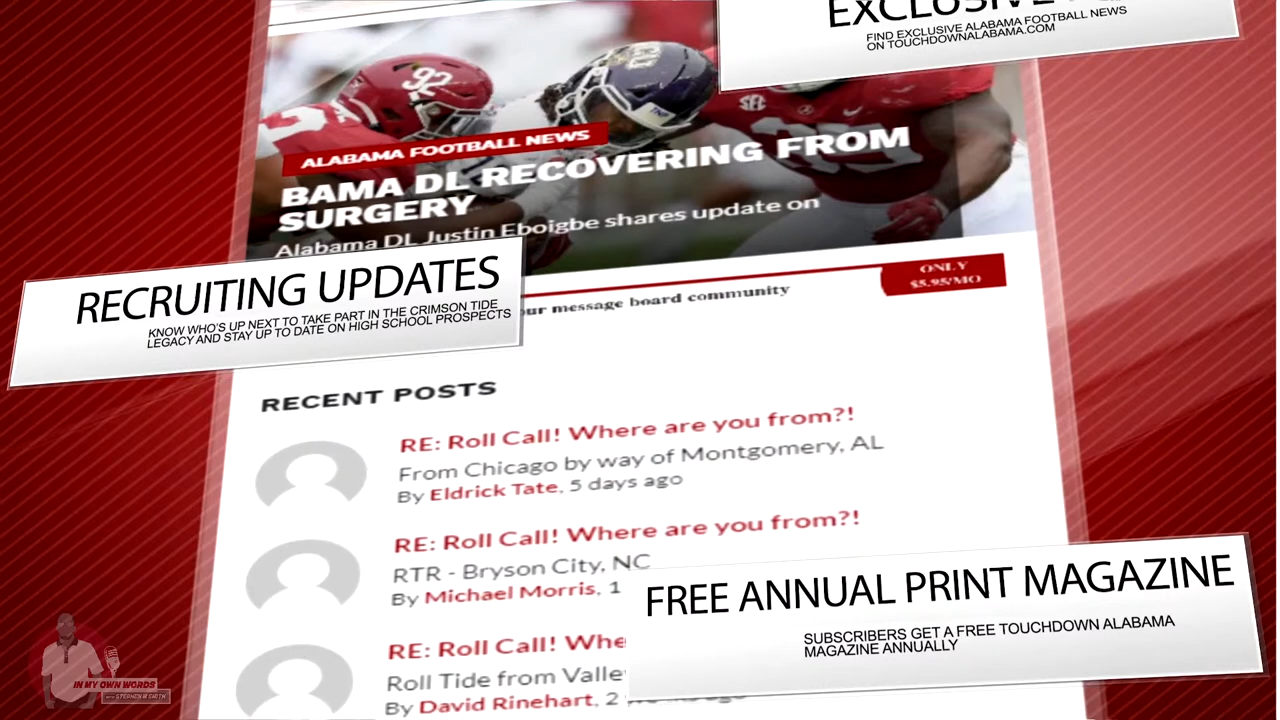 FIND EXCLUSIVE ALABAMA FOOTBALL NEWS
ON TOUCHDOWNALABAMA.COM
92
SEC
ALABAMA FOOTBALL NEWS
BAMA DL RECOVERING FROM
SURGERY
Alabama DL Justin Eboigbe shares update on
RECRUITING UPDATES
KNOW WHO'S UP NEXT TO TAKE PART IN THE CRIMSON TIDE
LEGACY AND STAY UP TO DATE ON HIGH SCHOOL PROSPECTS
ONLY
$5.95/MO
our message board community
RECENT POSTS
RE: Roll Call! Where are you from?!
From Chicago by way of Montgomery, AL
By Eldrick Tate, 5 days ago
RE: Roll Call! Where are you from?!
RTR - Bryson City, NC
By Michael Morris, 1
FREE ANNUAL PRINT MAGAZINE
SUBSCRIBERS GET A FREE TOUCHDOWN ALABAMA
MAGAZINE ANNUALLY
RE: Roll Call! Whe
Roll Tide from Valle
By David Rinehart, 2
IN MY OWN WORDS
WITH STEPHEN M SMITH